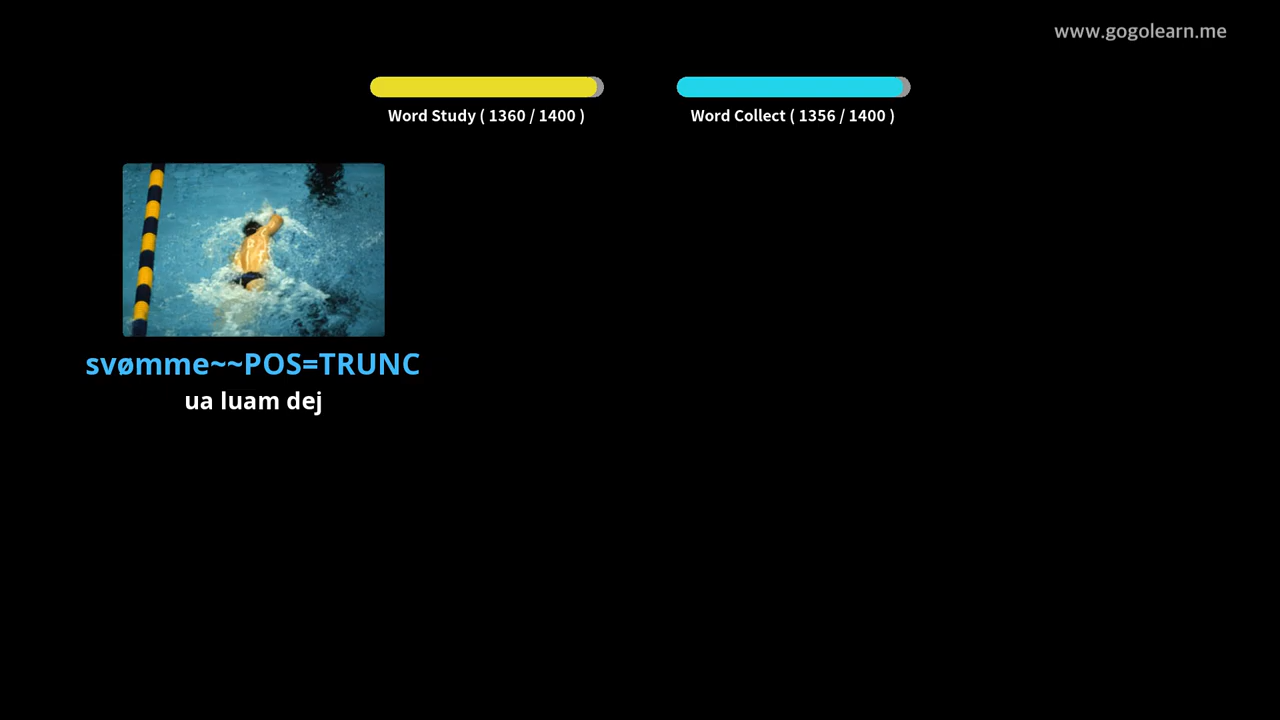 www.gogolearn.me
Word Study ( 1360 / 1400 )
Word Collect ( 1356 / 1400 )
svømme~~POS=TRUNC
ua luam dej